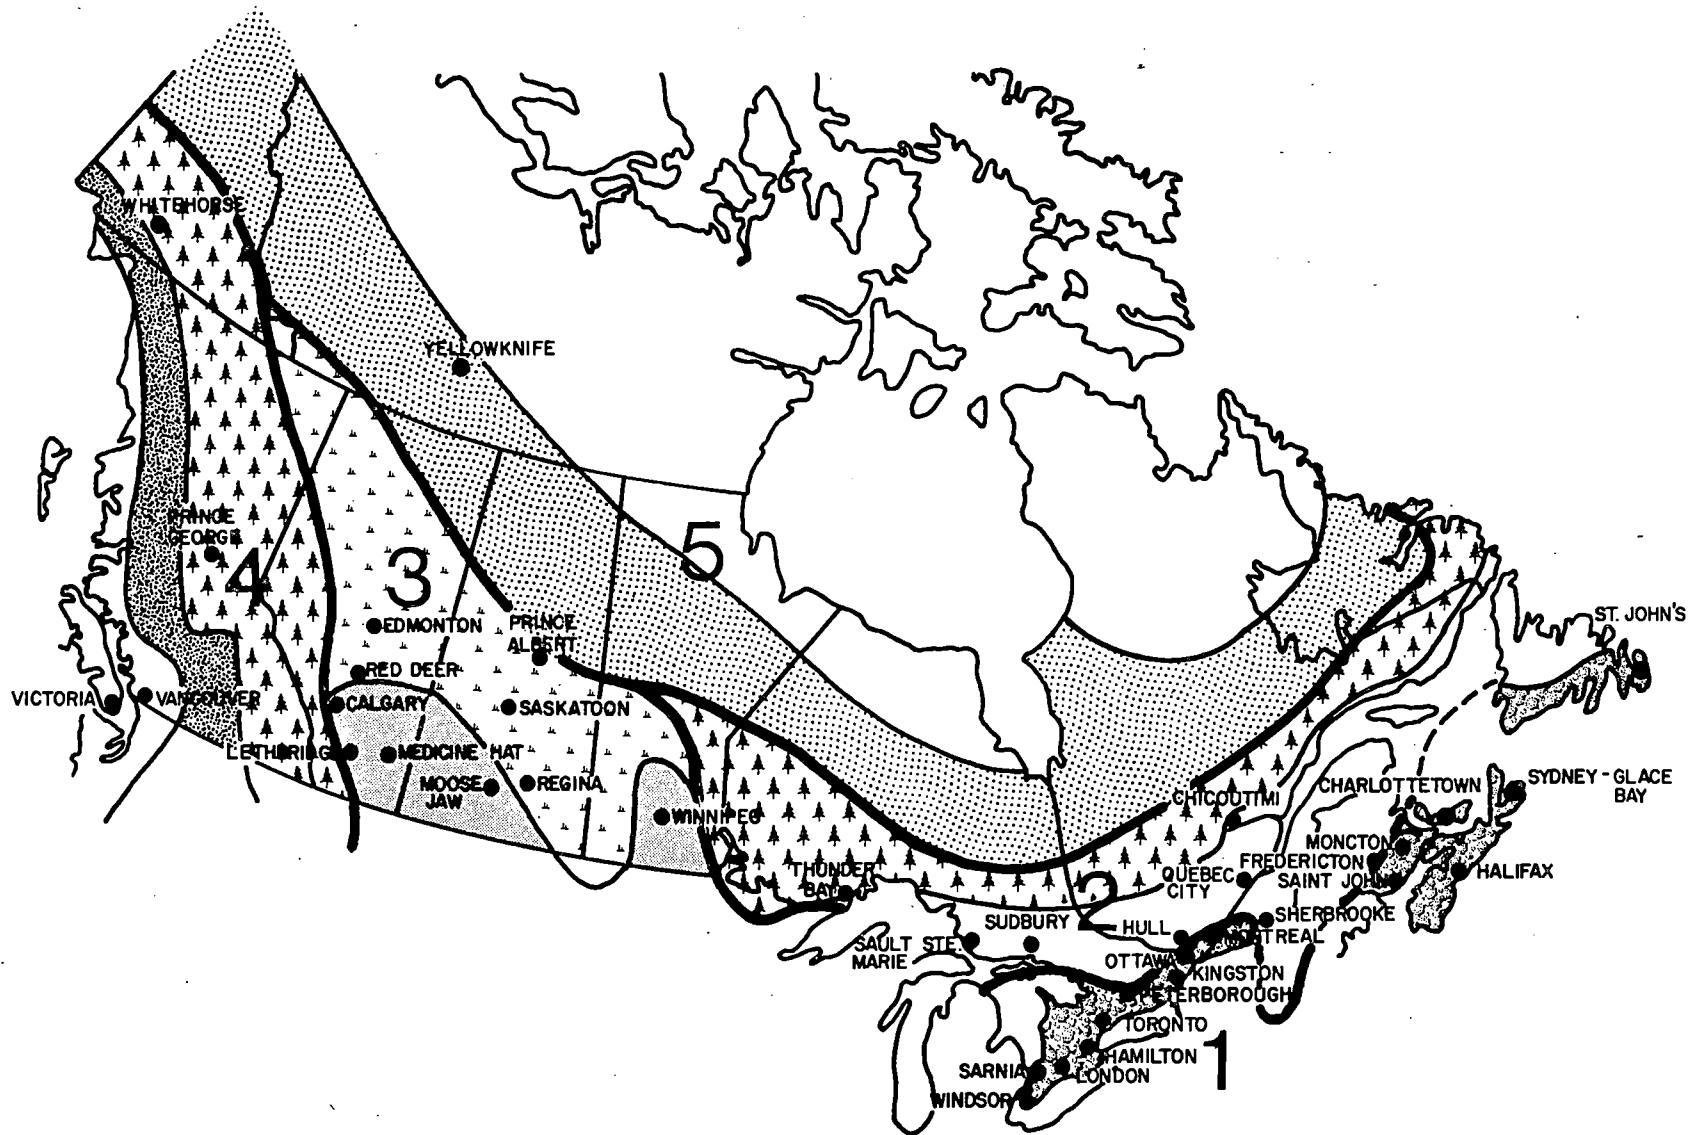 WHITEHORSE
YELLOWKNIFE
PRINCE
GEORGE
4
3
5
EDMONTON
PRINCE
ALBERT
RED DEER
ST. JOHN'S
VICTORIA
VANCOUVER
CALGARY
SASKATOON
LETHBRIDGE
MEDICINE HAT
MOOSE
JAW
REGINA
WINNIPEG
CHICOUTIMI
CHARLOTTETOWN
SYDNEY-GLACE
BAY
MONCTON
FREDERICTON
SAINT JOHN
HALIFAX
THUNDER
BAY
QUEBEC
CITY
2
SUDBURY
HULL
SHERBROOKE
MONTREAL
SAULT STE.
MARIE
OTTAWA
KINGSTON
PETERBOROUGH
TORONTO
HAMILTON
1
SARNIA
LONDON
WINDSOR